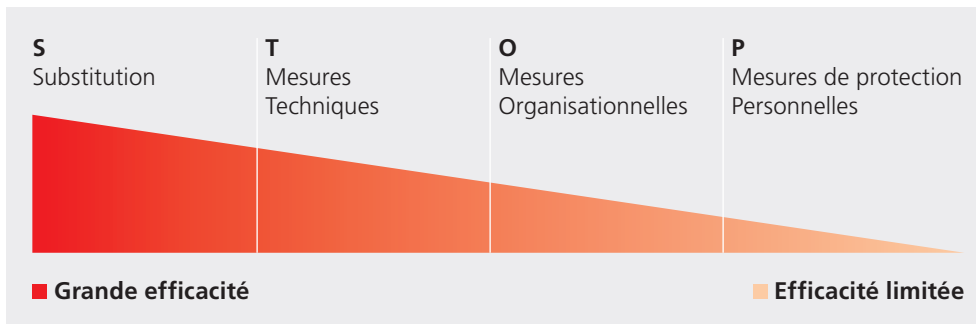 S
Substitution
T
Mesures
Techniques
O
Mesures
Organisationnelles
P
Mesures de protection
Personnelles
Grande efficacité
Efficacité limitée